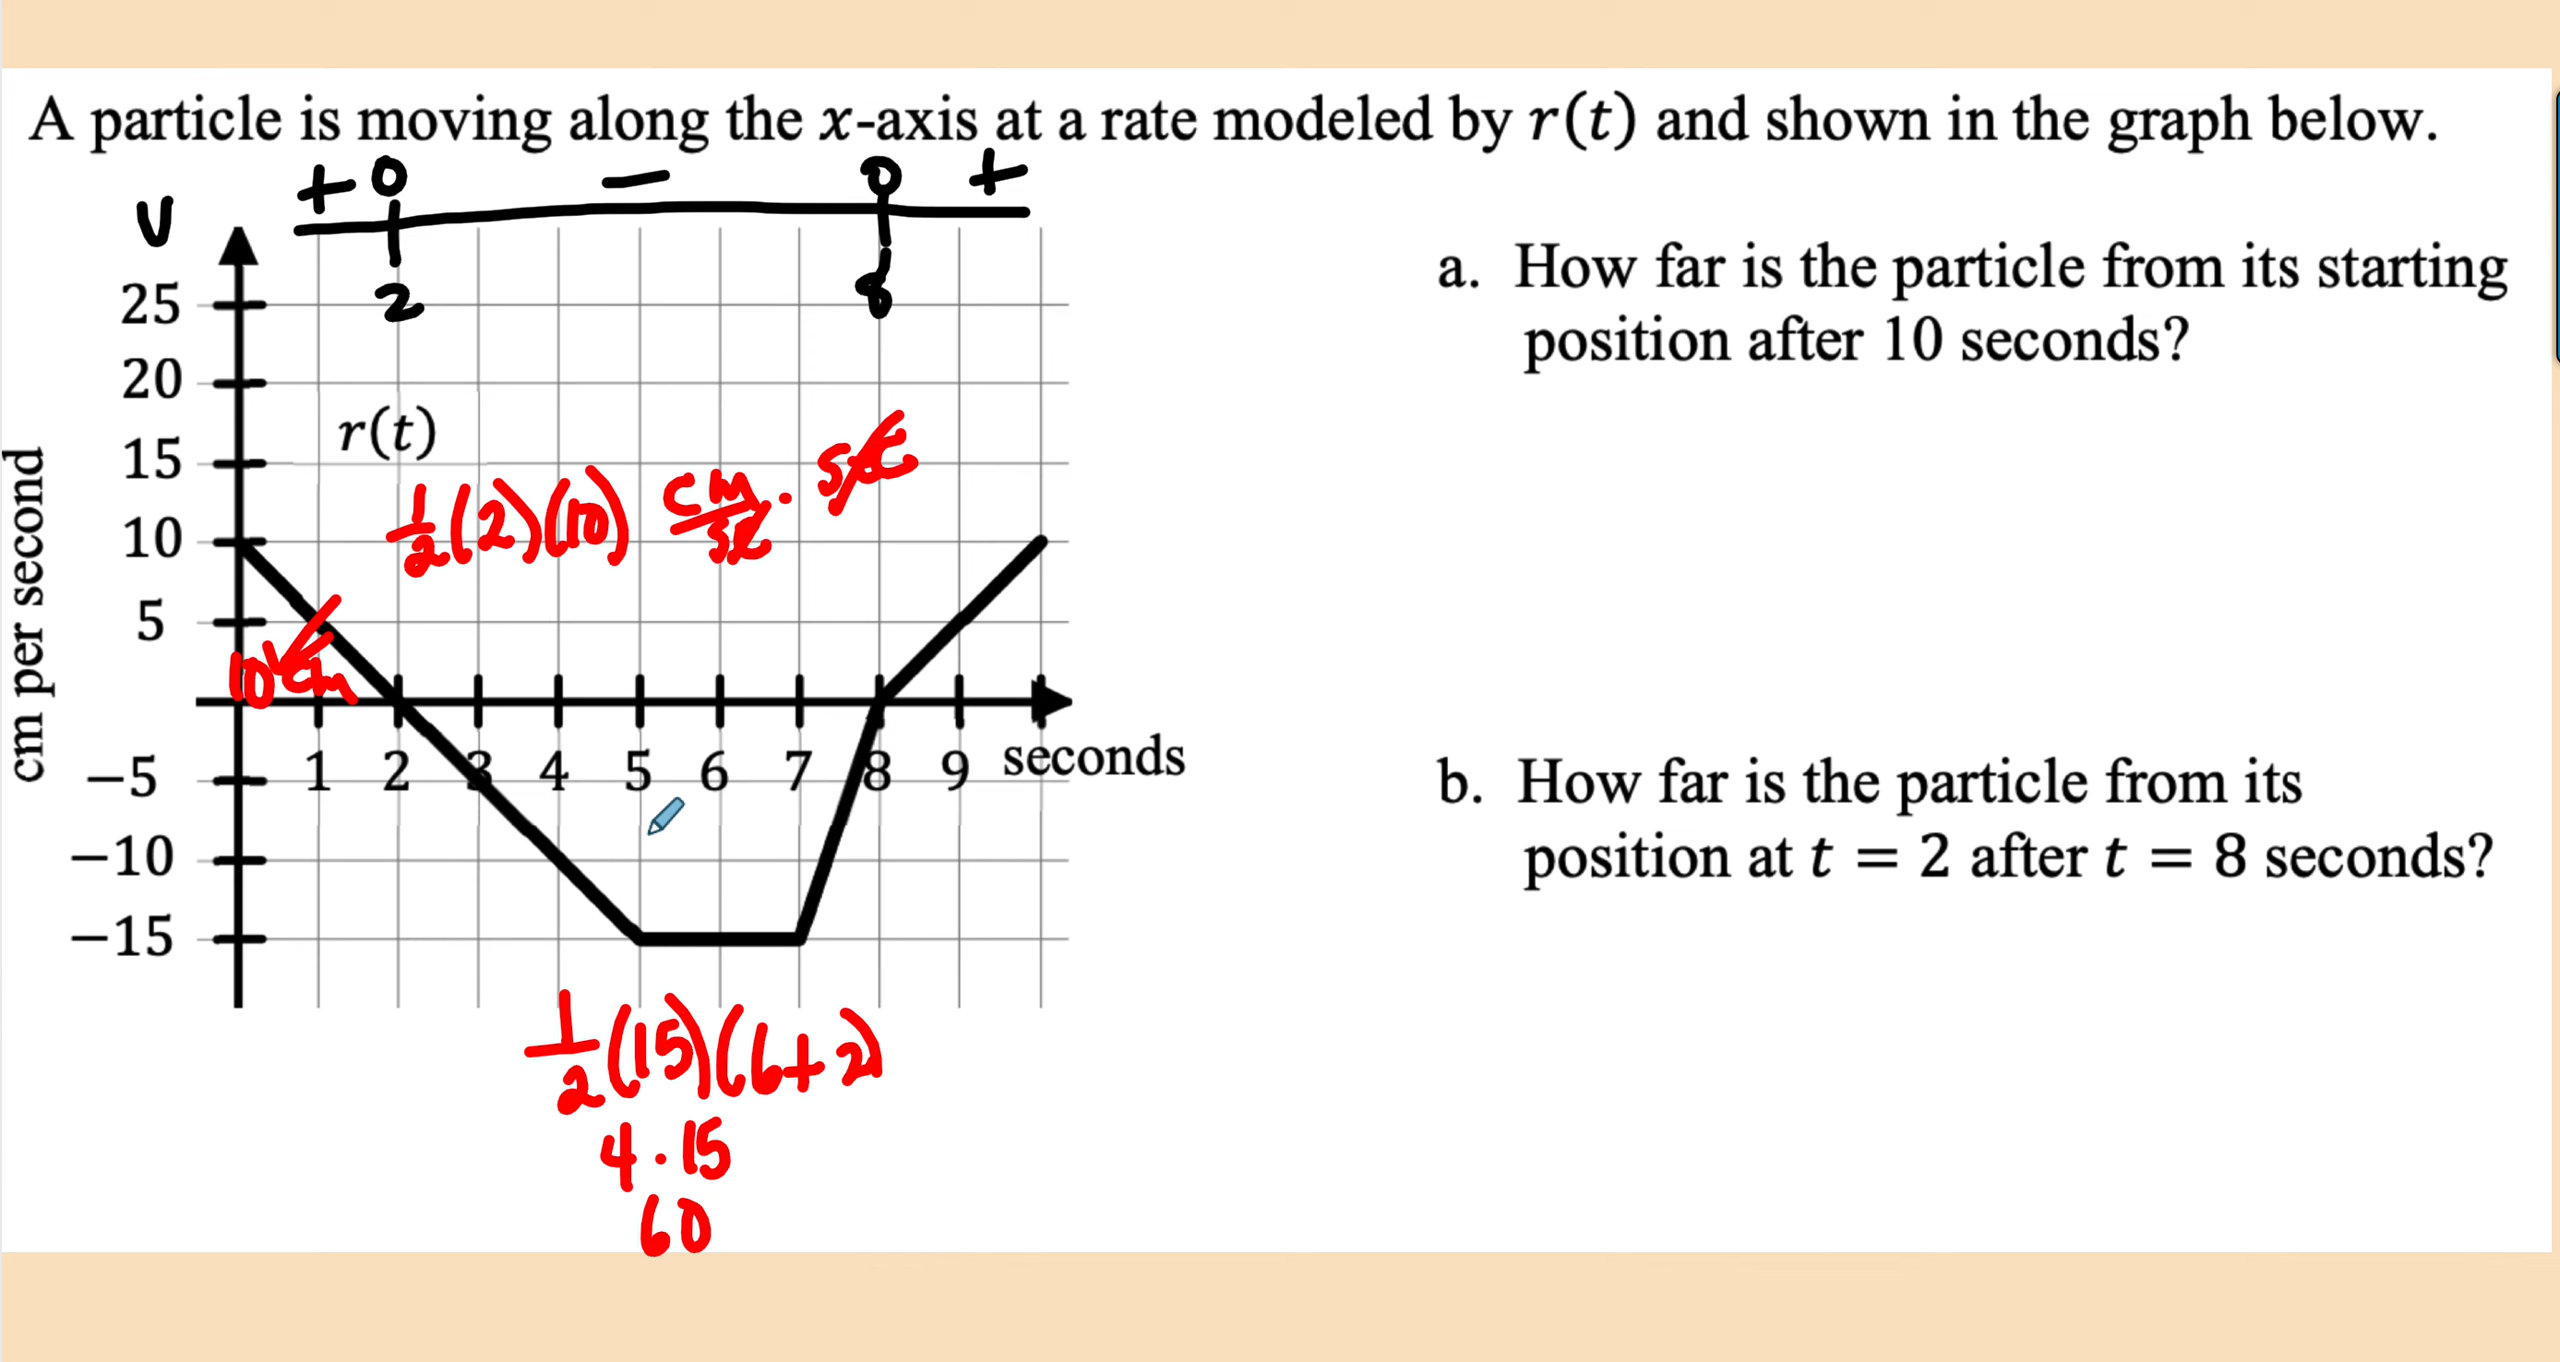 A particle is moving along the x-axis at a rate modeled by r(t) and shown in the graph below.
+ 0 − 0 +
V
2 8
a. How far is the particle from its starting
position after 10 seconds?
25
20
15
10
5
−5
−10
−15
cm per second
r(t)
1/2 (2)(10) cm/sec · sec
10 cm
1 2 3 4 5 6 7 8 9 seconds
b. How far is the particle from its
position at t = 2 after t = 8 seconds?
1/2 (15)(6+2)
4 · 15
60